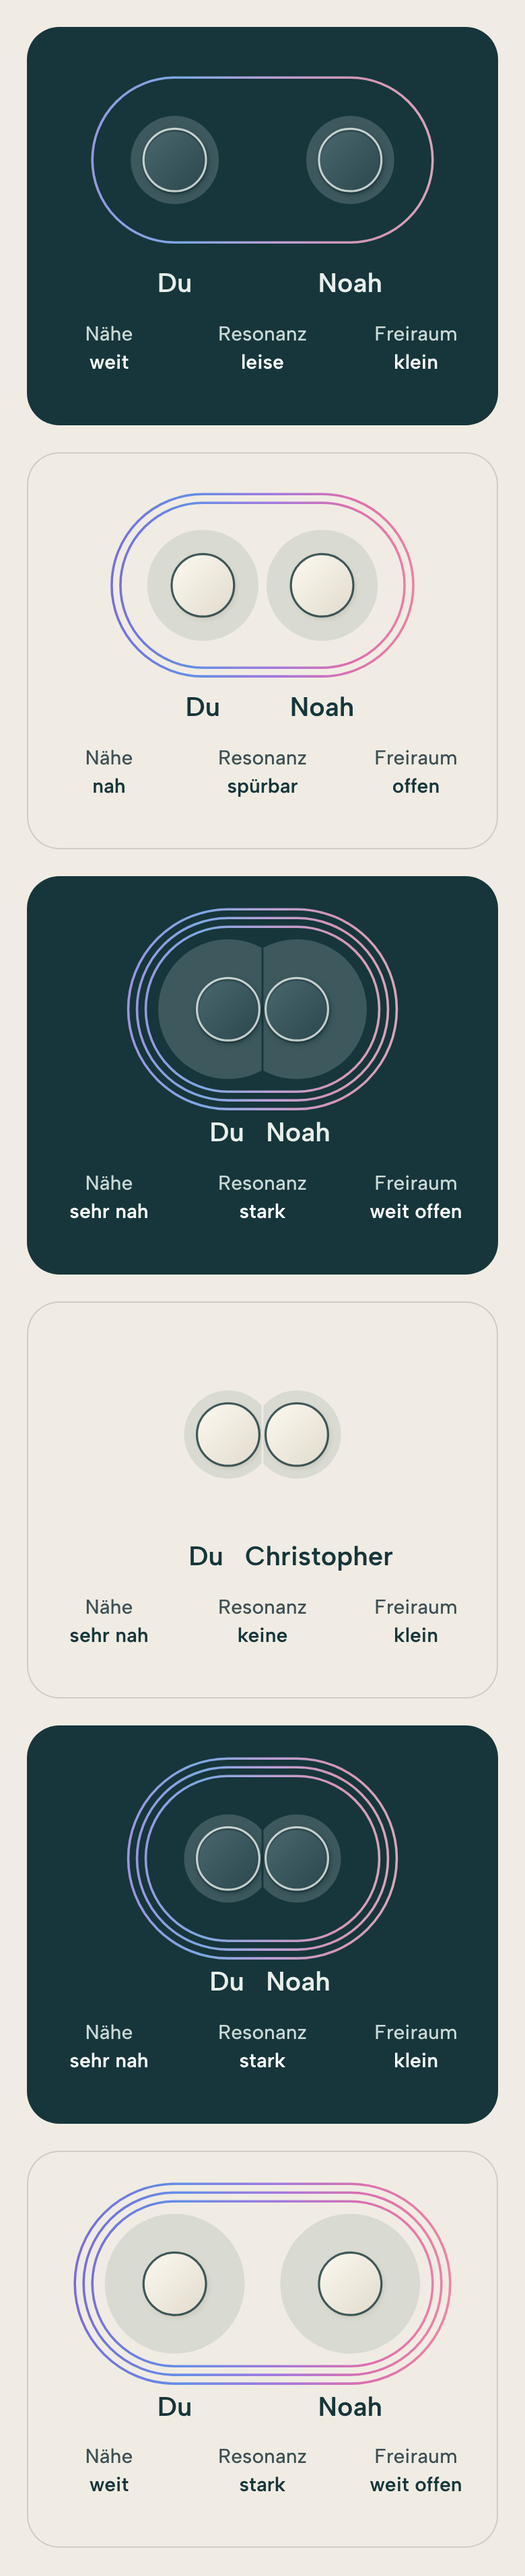 Du Noah
Nähe Resonanz Freiraum
weit leise klein
Du Noah
Nähe Resonanz Freiraum
nah spürbar offen
Du Noah
Nähe Resonanz Freiraum
sehr nah stark weit offen
Du Christopher
Nähe Resonanz Freiraum
sehr nah keine klein
Du Noah
Nähe Resonanz Freiraum
sehr nah stark klein
Du Noah
Nähe Resonanz Freiraum
weit stark weit offen